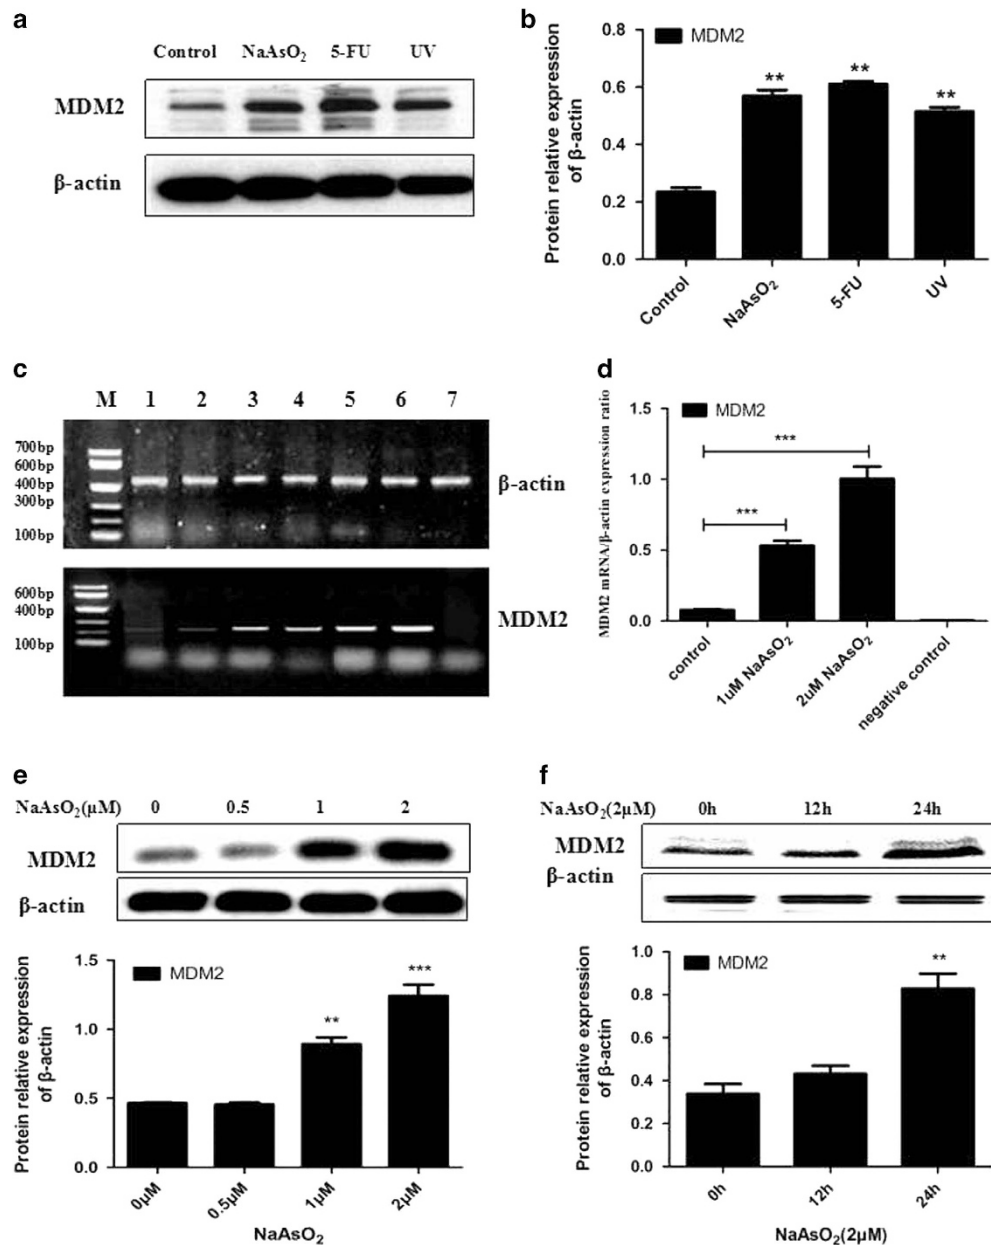 a
Control NaAsO₂ 5-FU UV
MDM2
β-actin
b
MDM2
Protein relative expression
of β-actin
0.8
0.6
0.4
0.2
0.0
** ** **
Control NaAsO₂ 5-FU UV
c
M 1 2 3 4 5 6 7
700bp
600bp
400bp
300bp
100bp
β-actin
600bp
400bp
100bp
MDM2
d
MDM2
MDM2 mRNA/β-actin expression ratio
1.5
1.0
0.5
0.0
***
***
control 1uM NaAsO₂ 2uM NaAsO₂ negative control
e
NaAsO₂(μM) 0 0.5 1 2
MDM2
β-actin
MDM2
Protein relative expression
of β-actin
1.5
1.0
0.5
0.0
** ***
0μM 0.5μM 1μM 2μM
NaAsO₂
f
NaAsO₂(2μM) 0h 12h 24h
MDM2
β-actin
MDM2
Protein relative expression
of β-actin
1.0
0.8
0.6
0.4
0.2
0.0
**
0h 12h 24h
NaAsO₂(2μM)